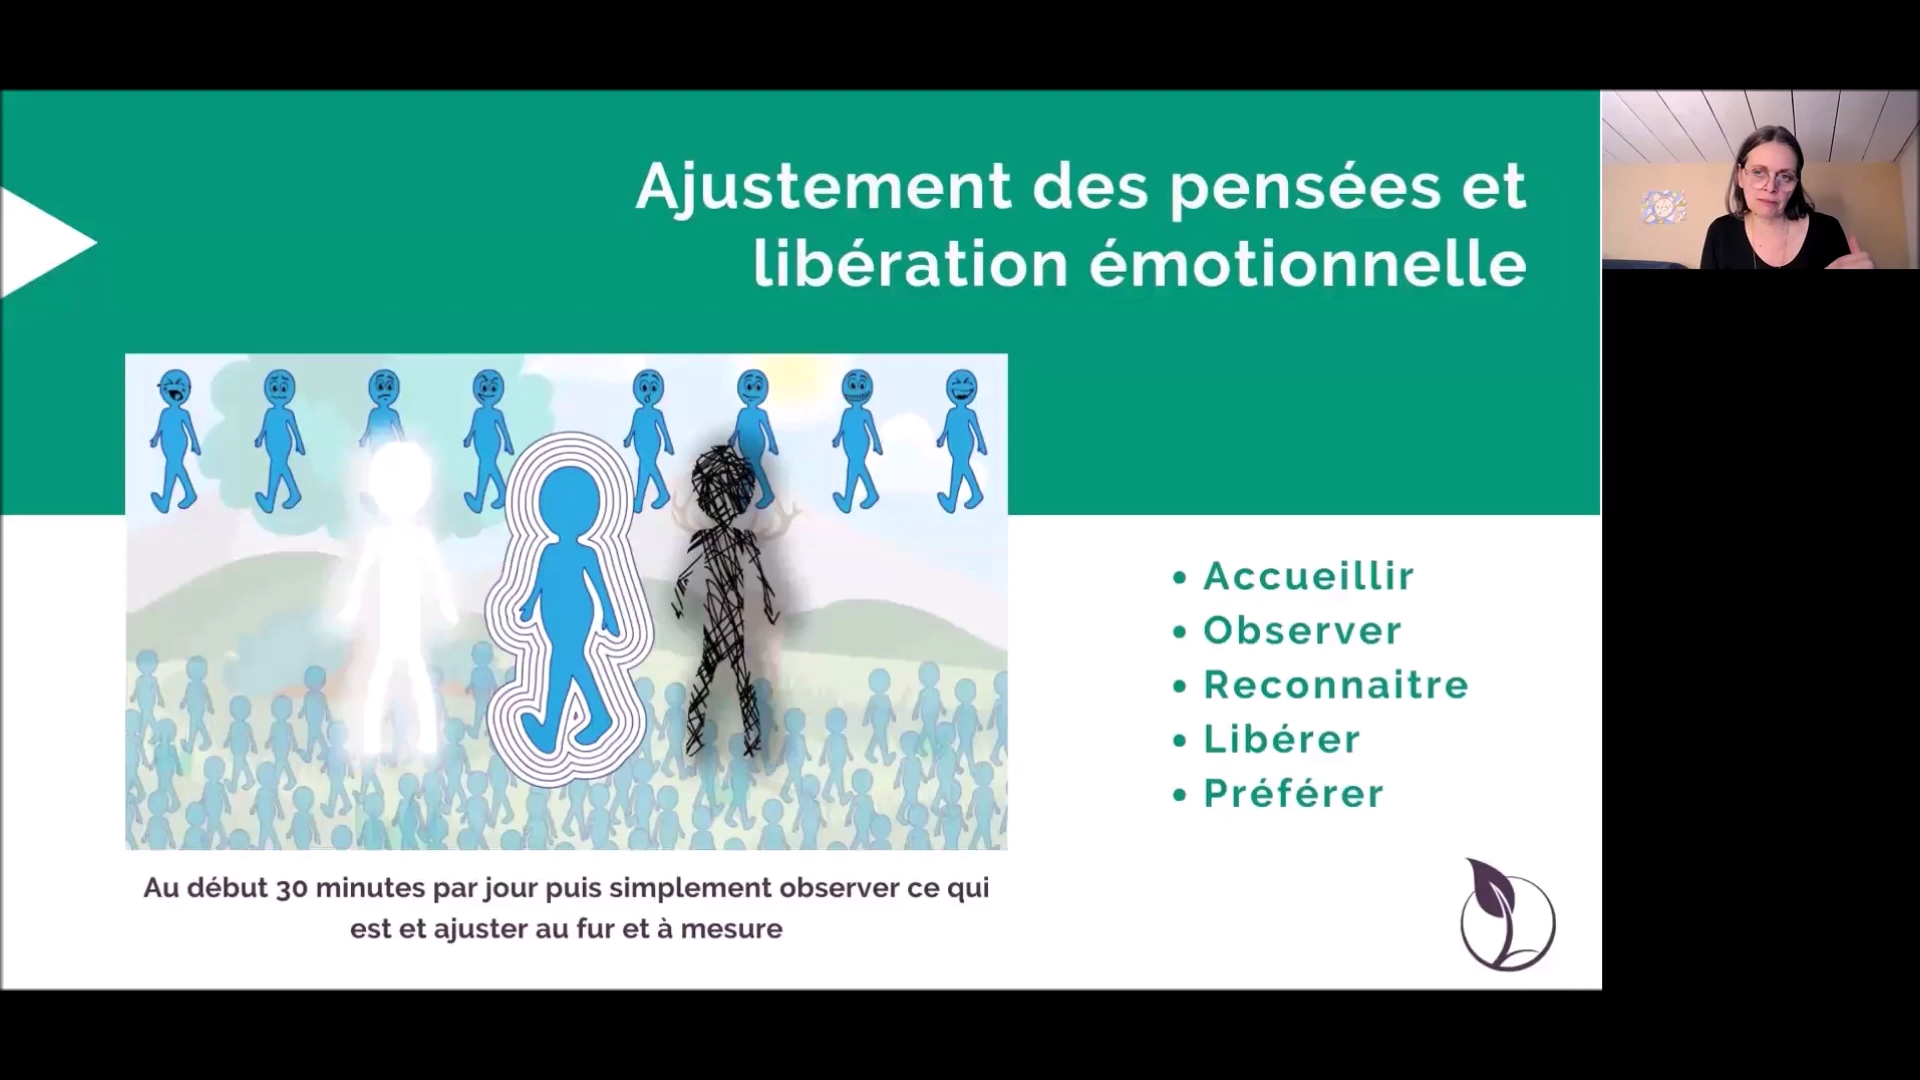 Ajustement des pensées et
libération émotionnelle
• Accueillir
• Observer
• Reconnaitre
• Libérer
• Préférer
Au début 30 minutes par jour puis simplement observer ce qui
est et ajuster au fur et à mesure